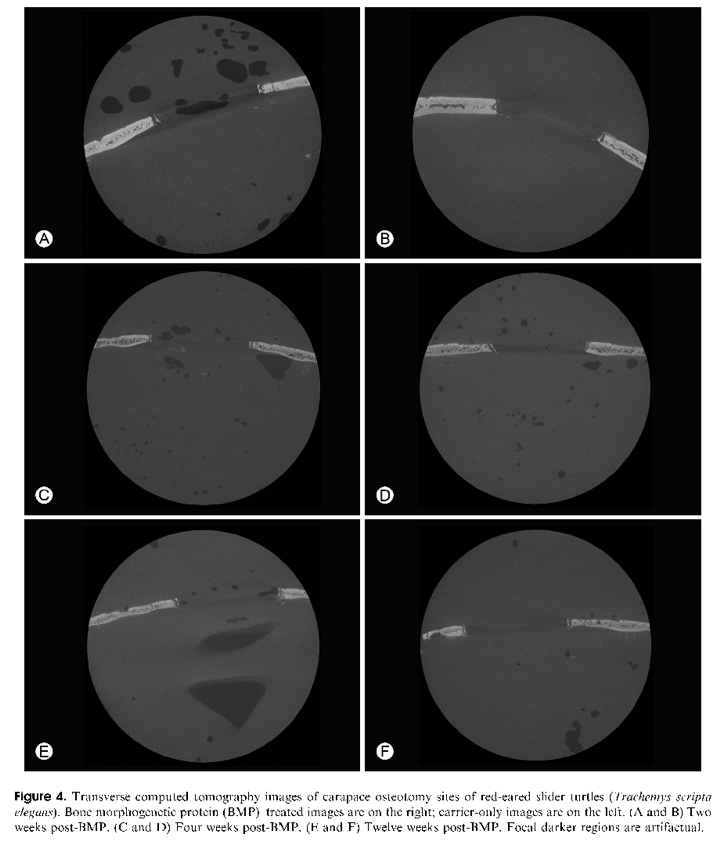 A
B
C
D
E
F
Figure 4. Transverse computed tomography images of carapace osteotomy sites of red-eared slider turtles (Trachemys scripta
elegans). Bone morphogenetic protein (BMP) treated images are on the right; carrier-only images are on the left. (A and B) Two
weeks post-BMP. (C and D) Four weeks post-BMP. (E and F) Twelve weeks post-BMP. Focal darker regions are artifactual.